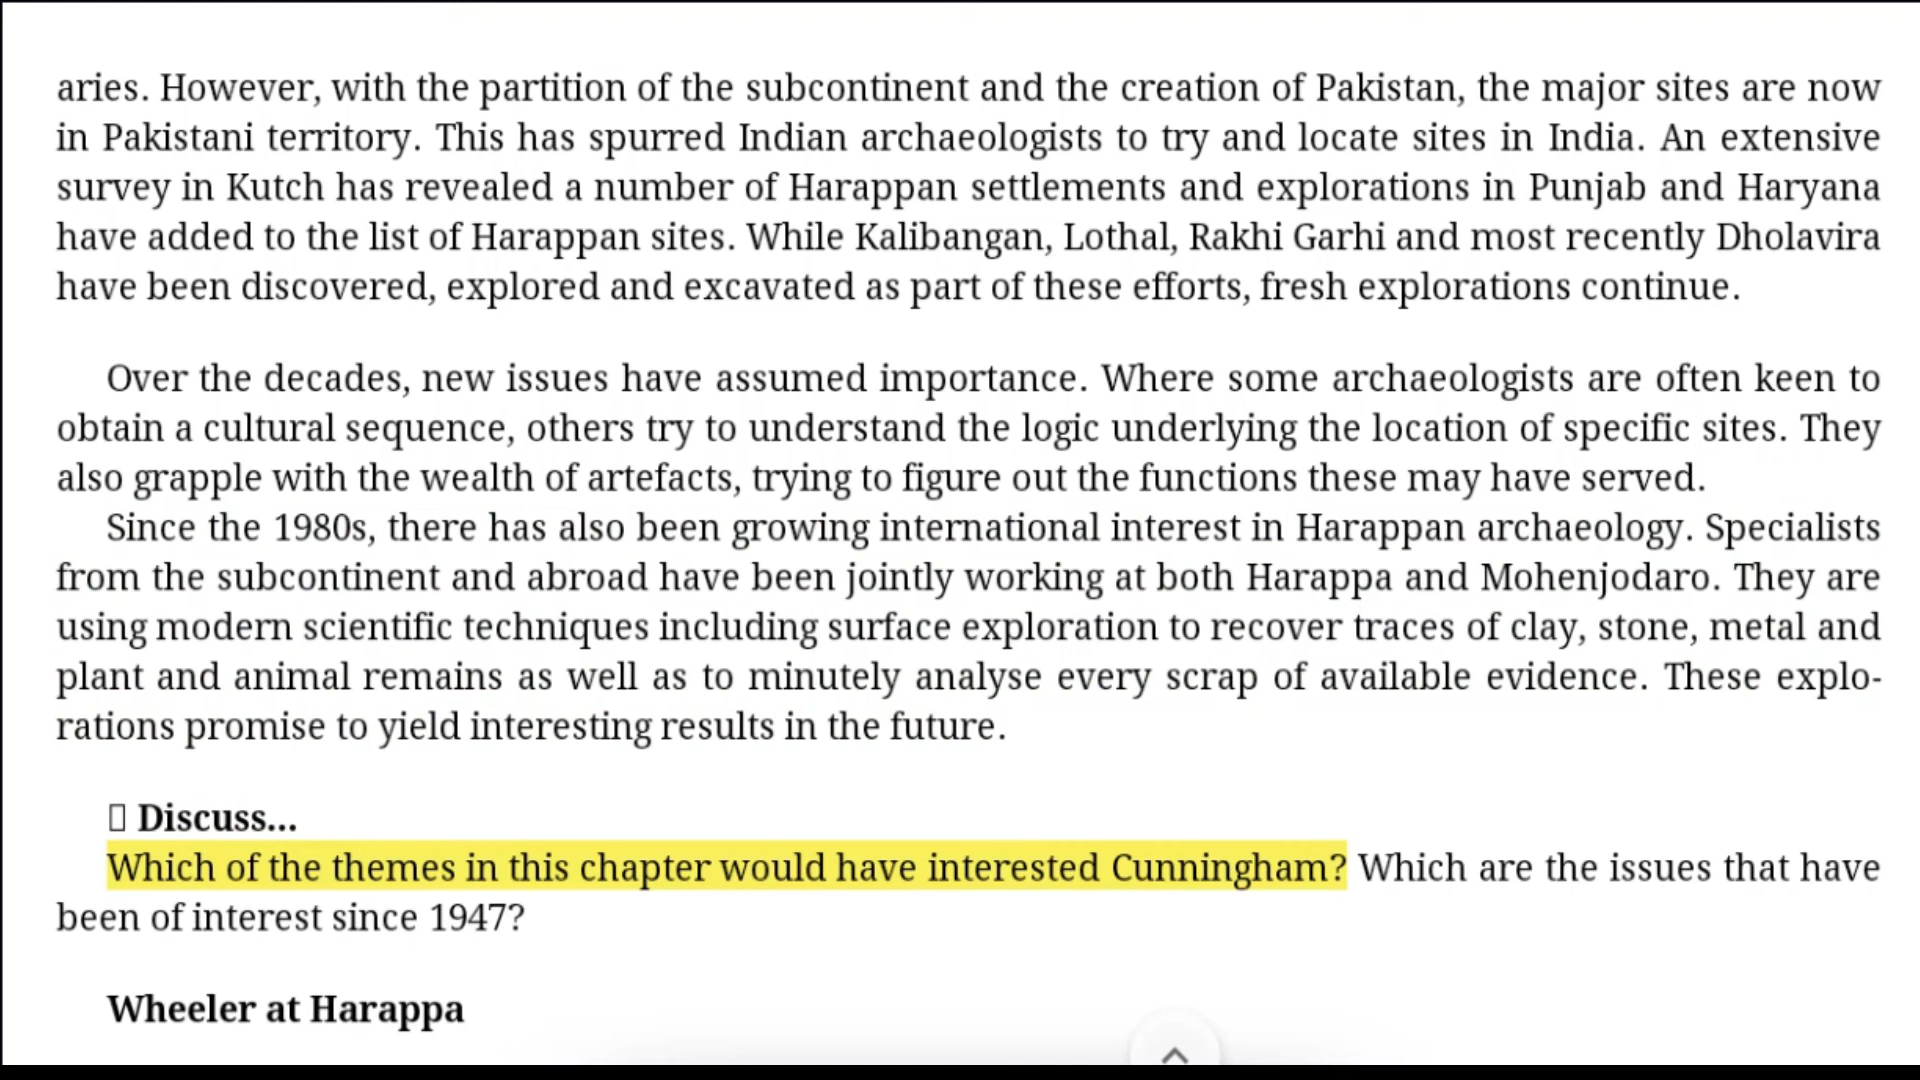 aries. However, with the partition of the subcontinent and the creation of Pakistan, the major sites are now
in Pakistani territory. This has spurred Indian archaeologists to try and locate sites in India. An extensive
survey in Kutch has revealed a number of Harappan settlements and explorations in Punjab and Haryana
have added to the list of Harappan sites. While Kalibangan, Lothal, Rakhi Garhi and most recently Dholavira
have been discovered, explored and excavated as part of these efforts, fresh explorations continue.
Over the decades, new issues have assumed importance. Where some archaeologists are often keen to
obtain a cultural sequence, others try to understand the logic underlying the location of specific sites. They
also grapple with the wealth of artefacts, trying to figure out the functions these may have served.
Since the 1980s, there has also been growing international interest in Harappan archaeology. Specialists
from the subcontinent and abroad have been jointly working at both Harappa and Mohenjodaro. They are
using modern scientific techniques including surface exploration to recover traces of clay, stone, metal and
plant and animal remains as well as to minutely analyse every scrap of available evidence. These explo-
rations promise to yield interesting results in the future.
Discuss...
Which of the themes in this chapter would have interested Cunningham? Which are the issues that have
been of interest since 1947?
Wheeler at Harappa